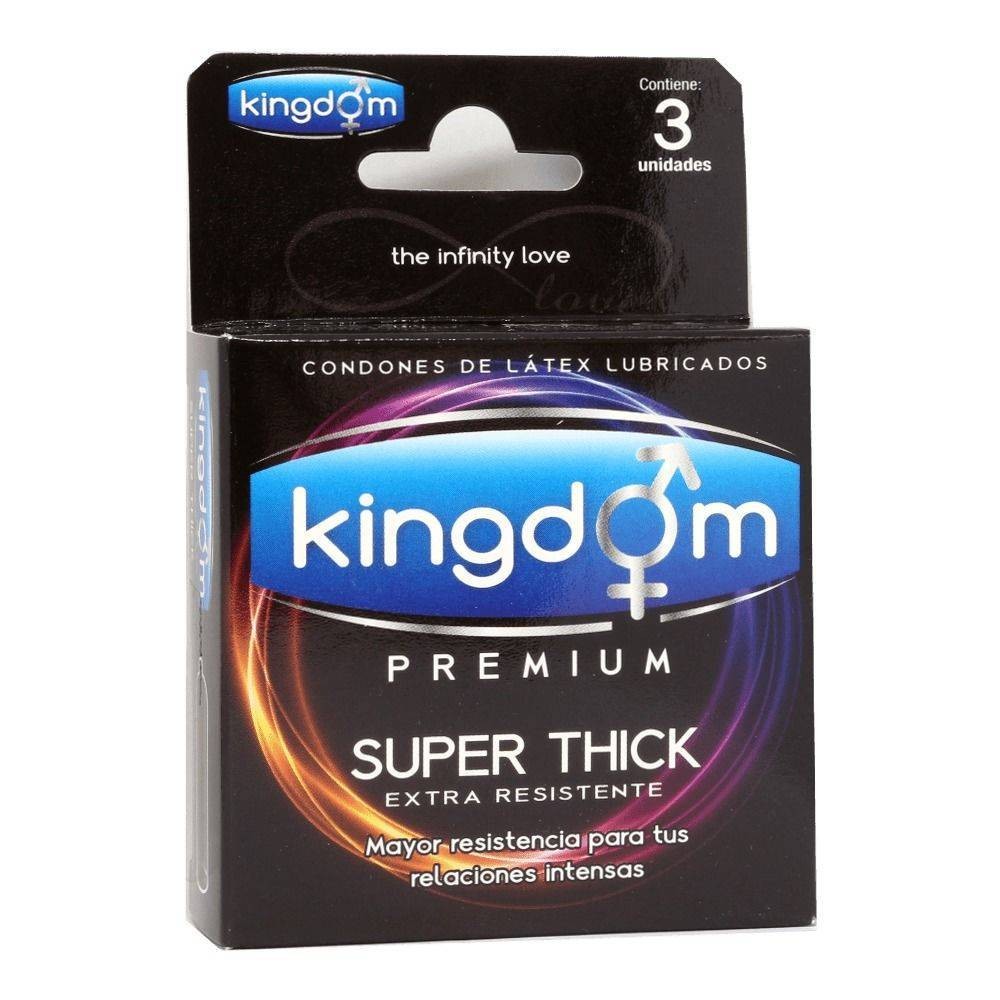 kingdom
Contiene:
3
unidades
the infinity love
love
CONDONES DE LÁTEX LUBRICADOS
kingdom
PREMIUM
SUPER THICK
EXTRA RESISTENTE
Mayor resistencia para tus
relaciones intensas
kingdom